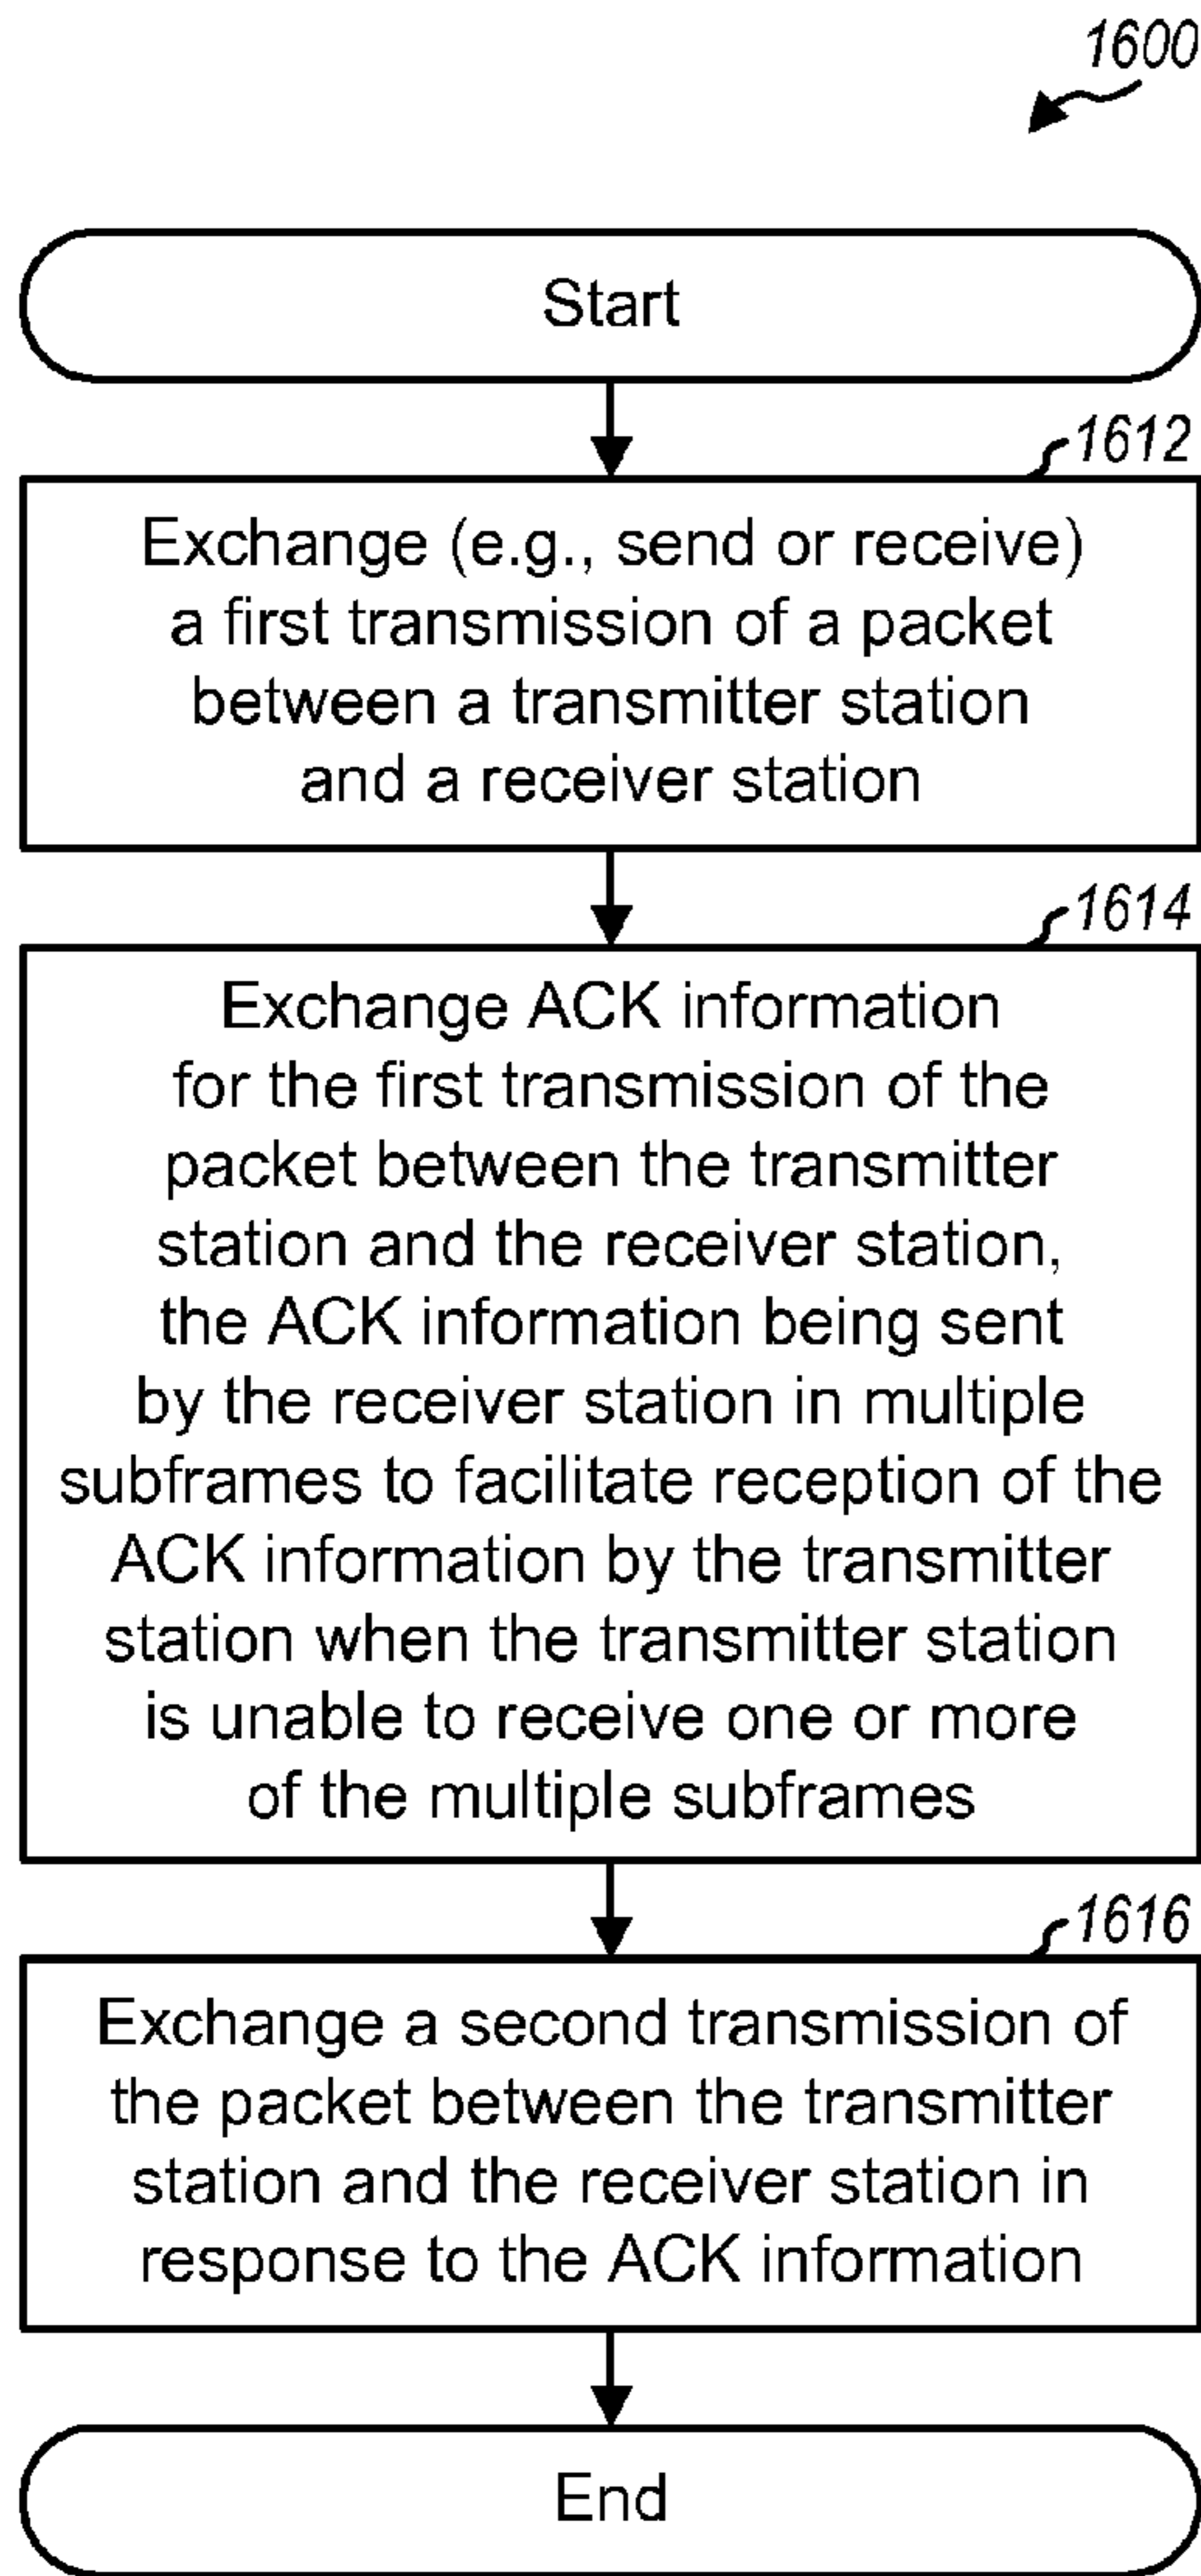 1600
Start
1612
Exchange (e.g., send or receive)
a first transmission of a packet
between a transmitter station
and a receiver station
1614
Exchange ACK information
for the first transmission of the
packet between the transmitter
station and the receiver station,
the ACK information being sent
by the receiver station in multiple
subframes to facilitate reception of the
ACK information by the transmitter
station when the transmitter station
is unable to receive one or more
of the multiple subframes
1616
Exchange a second transmission of
the packet between the transmitter
station and the receiver station in
response to the ACK information
End